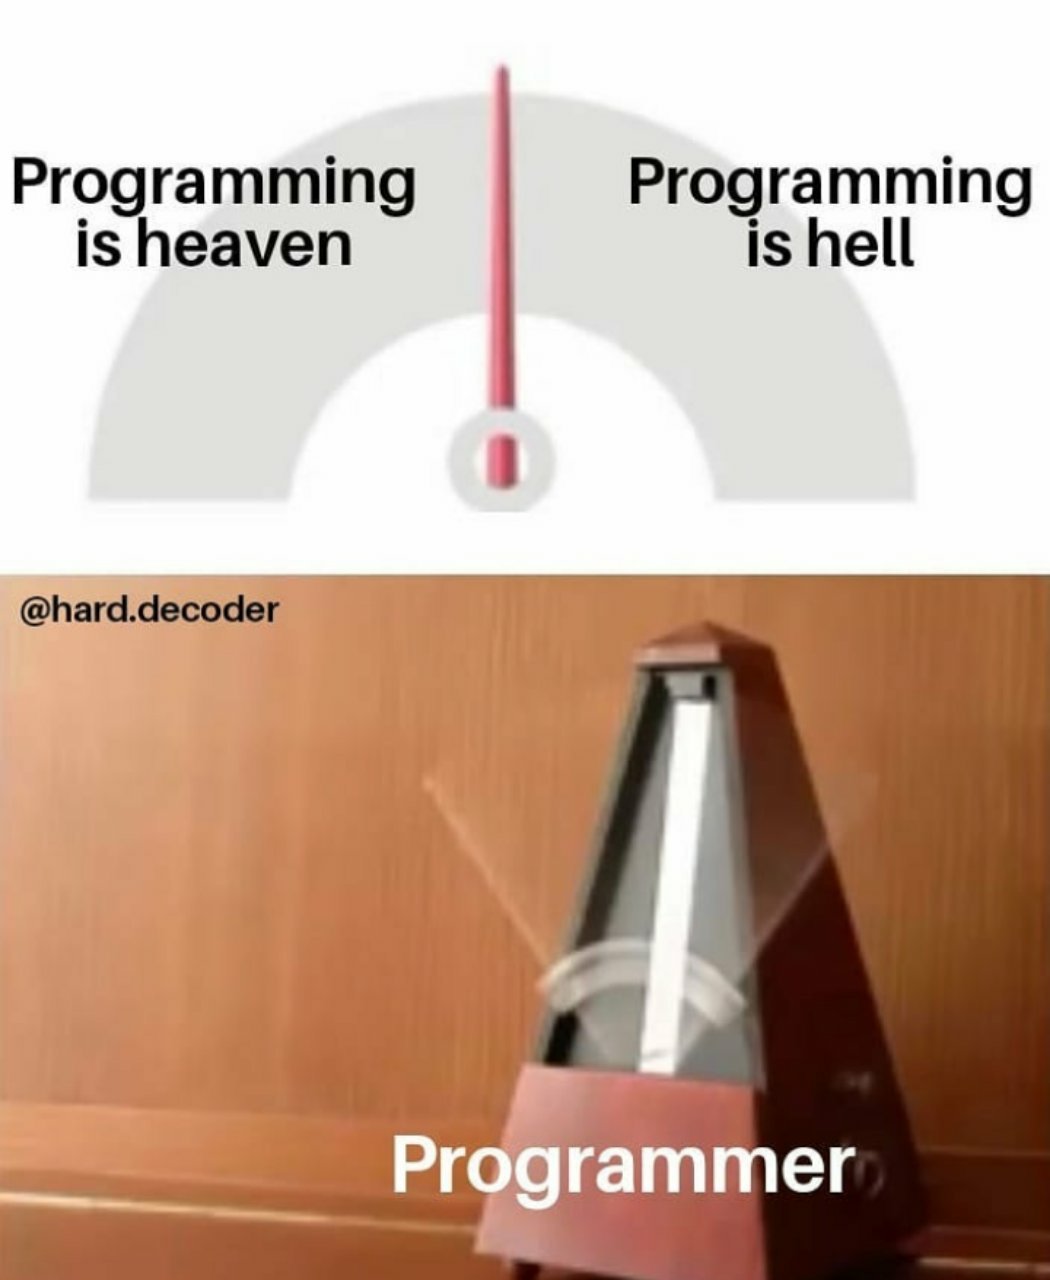 Programming
is heaven
Programming
is hell
@hard.decoder
Programmer